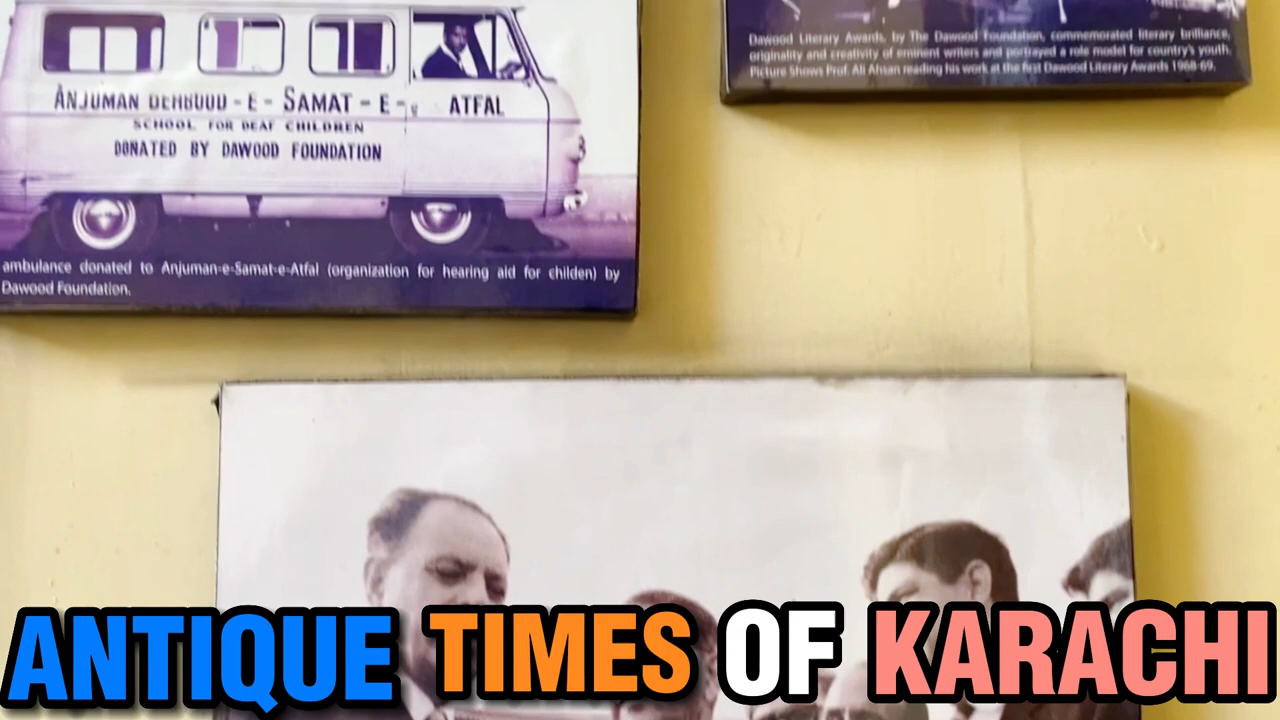 ANJUMAN BEHBOOD - E - SAMAT - E - ATFAL
SCHOOL FOR DEAF CHILDREN
DONATED BY DAWOOD FOUNDATION
ambulance donated to Anjuman-e-Samat-e-Atfal (organization for hearing aid for childen) by
Dawood Foundation.
Dawood Literary Awards, by The Dawood Foundation, commemorated literary brilliance,
originality and creativity of eminent writers and portrayed a role model for country's youth.
Picture Shows Prof. Ali Ahsan reading his work at the first Dawood Literary Awards 1968-69.
ANTIQUE TIMES OF KARACHI